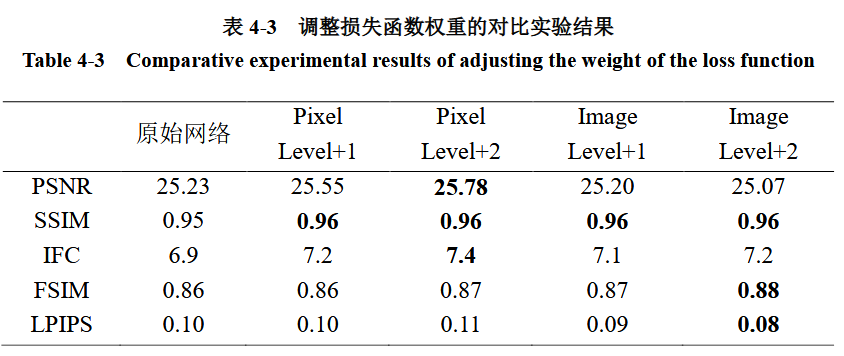 表 4-3 调整损失函数权重的对比实验结果
Table 4-3 Comparative experimental results of adjusting the weight of the loss function
原始网络 Pixel Level+1 Pixel Level+2 Image Level+1 Image Level+2
PSNR 25.23 25.55 25.78 25.20 25.07
SSIM 0.95 0.96 0.96 0.96 0.96
IFC 6.9 7.2 7.4 7.1 7.2
FSIM 0.86 0.86 0.87 0.87 0.88
LPIPS 0.10 0.10 0.11 0.09 0.08